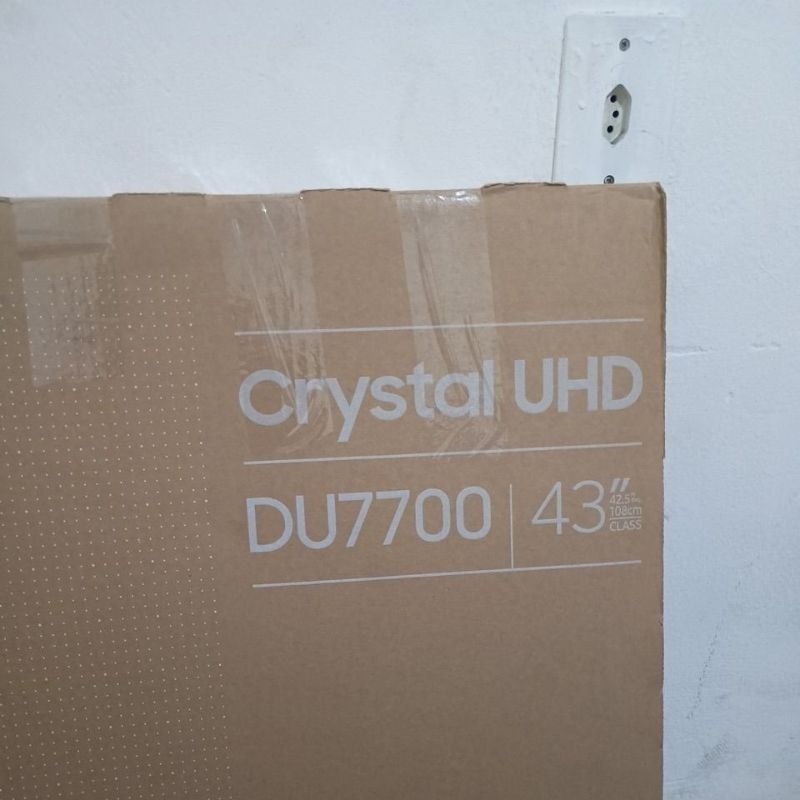 Crystal UHD
DU7700
43"
42.5"
108cm
CLASS